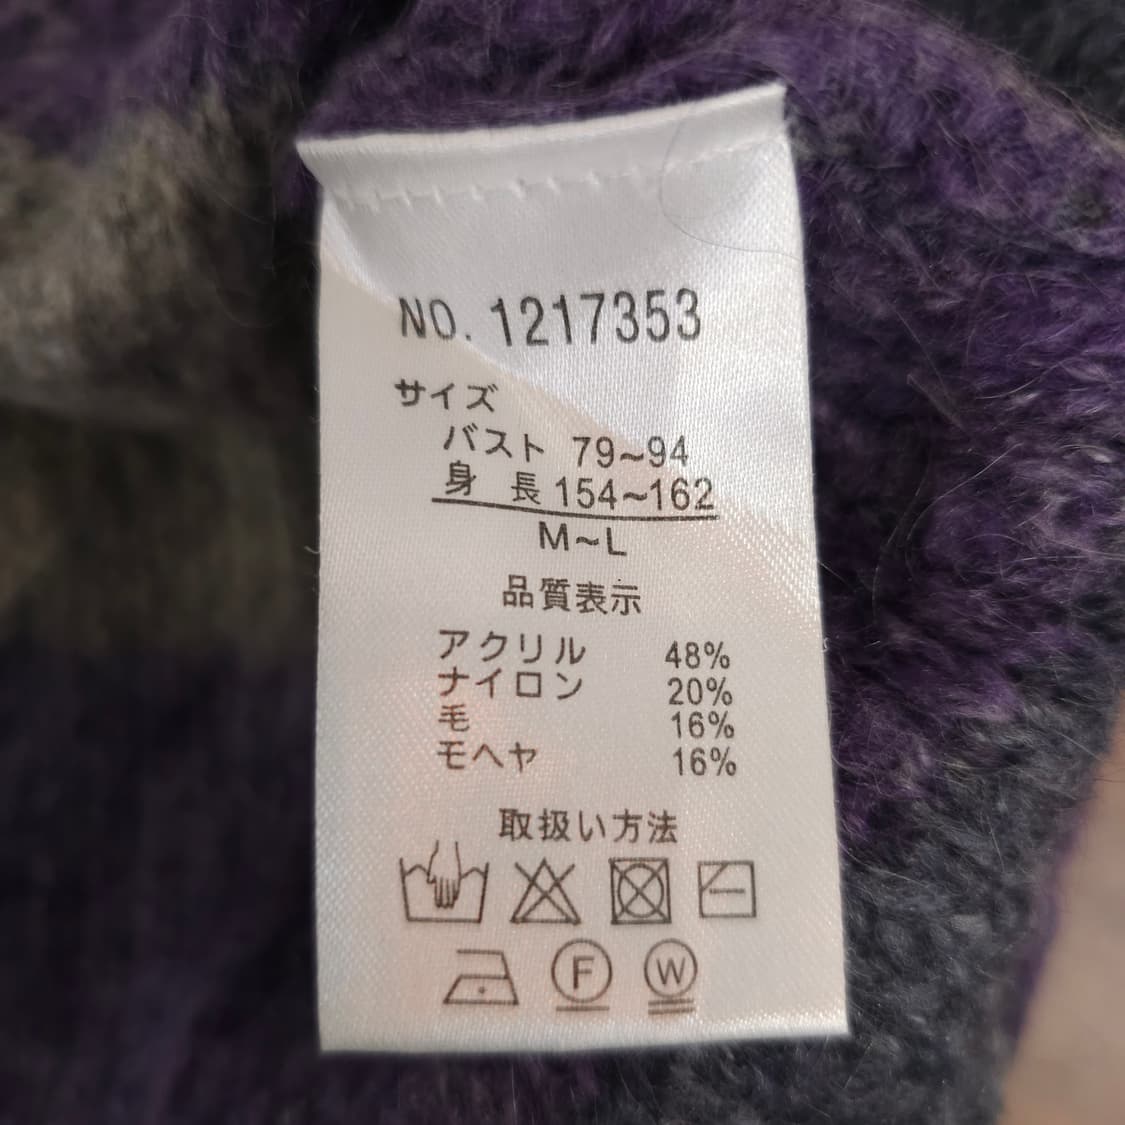 NO. 1217353
サイズ
バスト 79~94
身 長 154~162
M~L
品質表示
アクリル 48%
ナイロン 20%
毛 16%
モヘヤ 16%
取扱い方法
F W